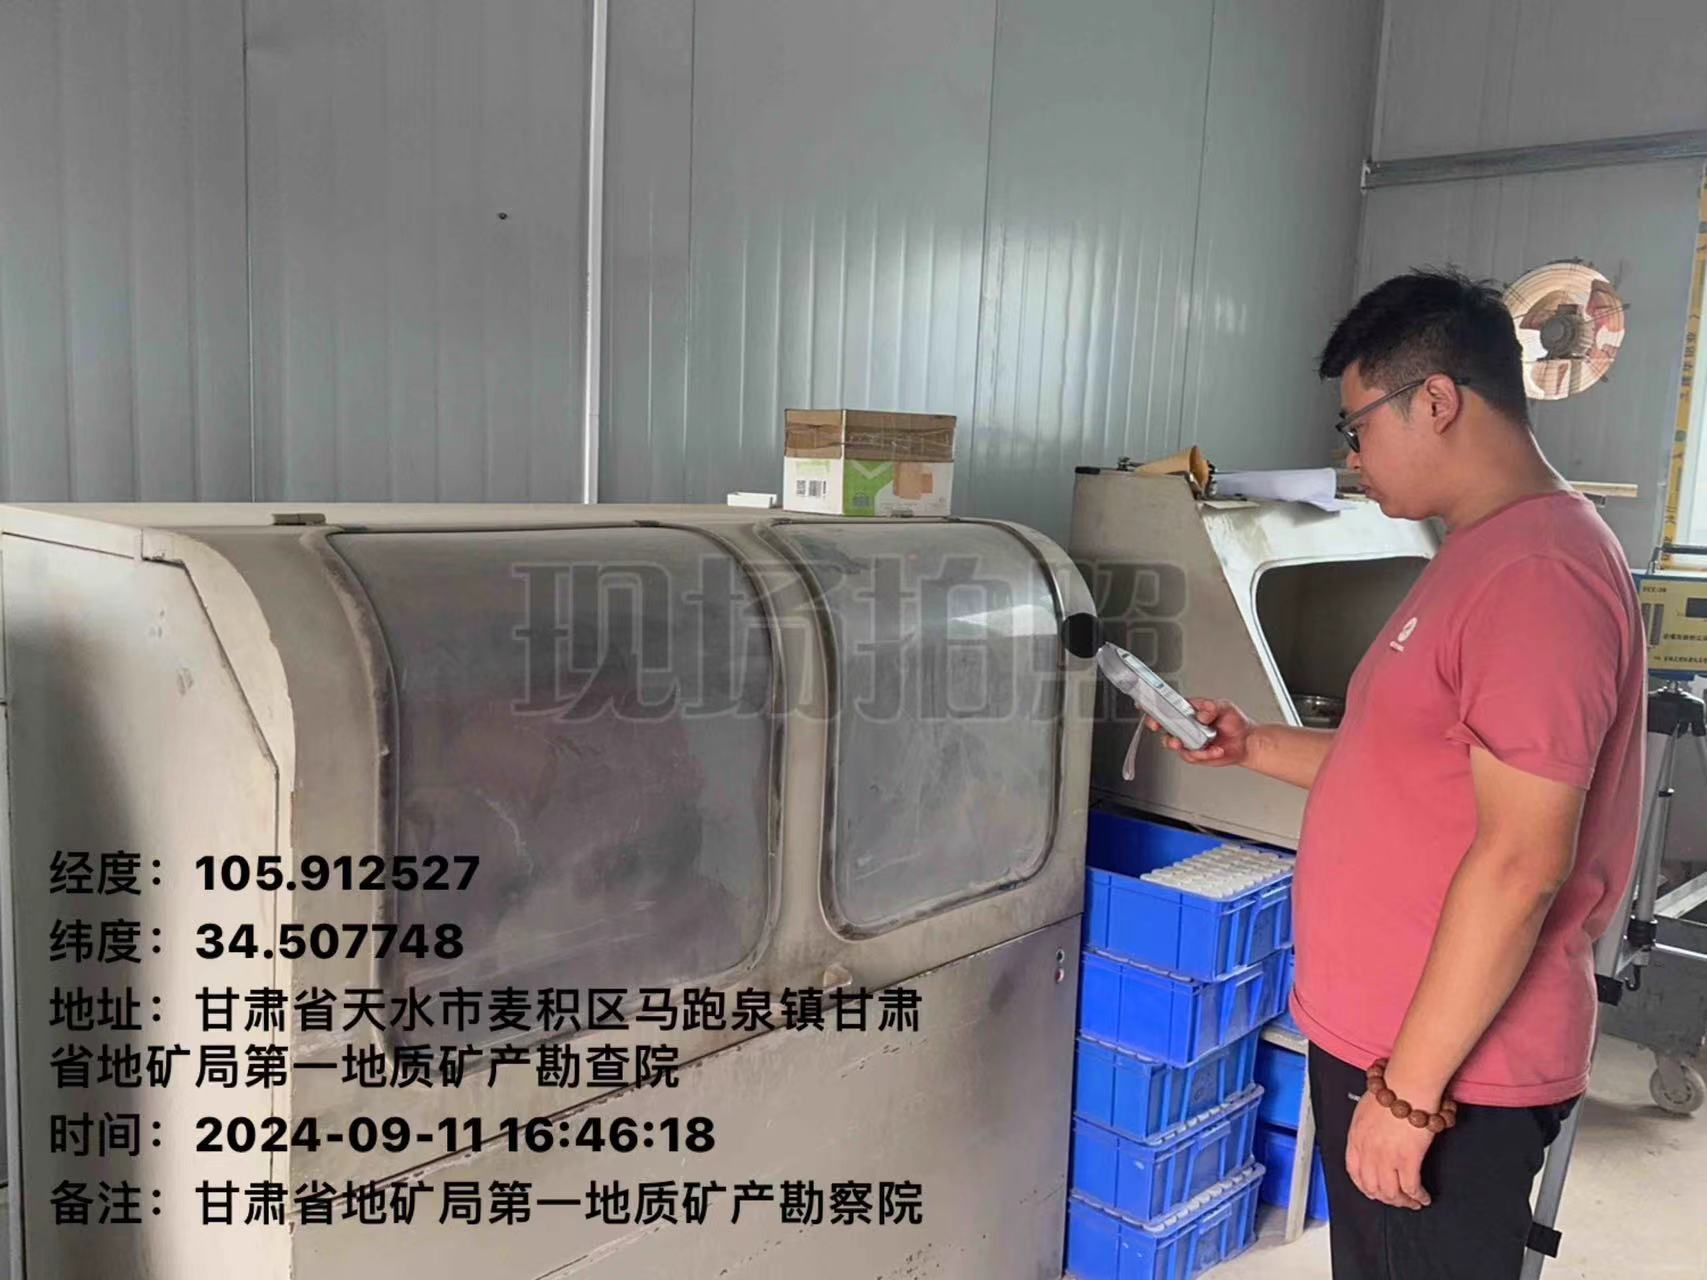 现场拍照
经度：105.912527
纬度：34.507748
地址：甘肃省天水市麦积区马跑泉镇甘肃
省地矿局第一地质矿产勘查院
时间：2024-09-11 16:46:18
备注：甘肃省地矿局第一地质矿产勘察院